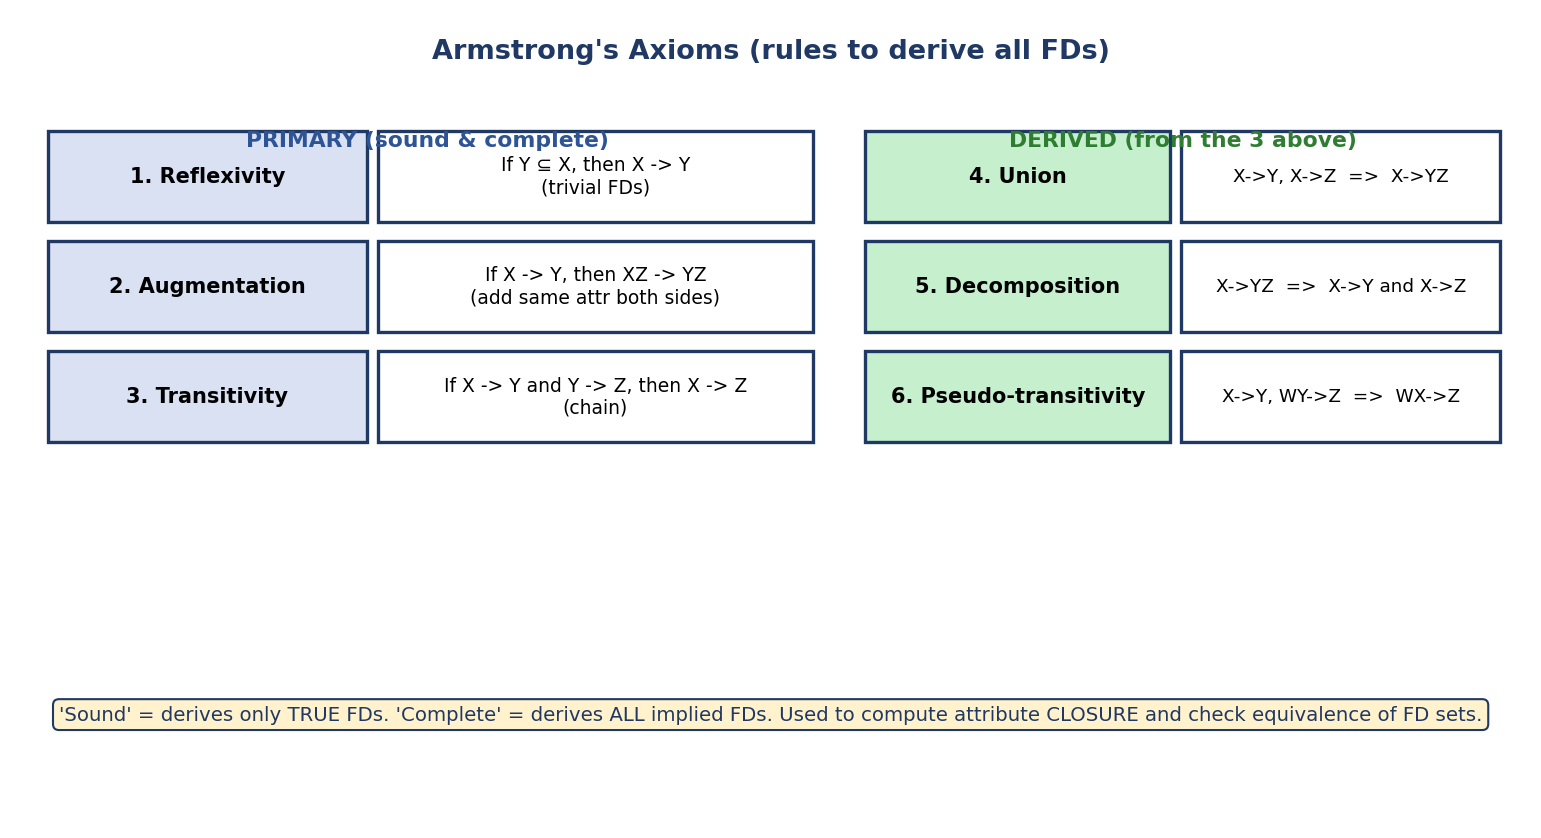 Armstrong's Axioms (rules to derive all FDs)
PRIMARY (sound & complete)
1. Reflexivity
If Y ⊆ X, then X -> Y
(trivial FDs)
2. Augmentation
If X -> Y, then XZ -> YZ
(add same attr both sides)
3. Transitivity
If X -> Y and Y -> Z, then X -> Z
(chain)
DERIVED (from the 3 above)
4. Union
X->Y, X->Z  =>  X->YZ
5. Decomposition
X->YZ  =>  X->Y and X->Z
6. Pseudo-transitivity
X->Y, WY->Z  =>  WX->Z
'Sound' = derives only TRUE FDs. 'Complete' = derives ALL implied FDs. Used to compute attribute CLOSURE and check equivalence of FD sets.